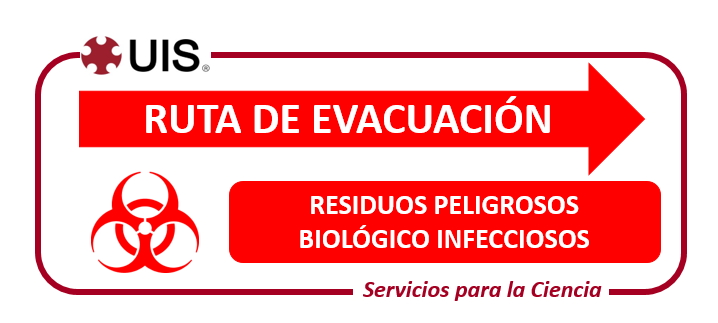 UIS®
RUTA DE EVACUACIÓN
RESIDUOS PELIGROSOS
BIOLÓGICO INFECCIOSOS
Servicios para la Ciencia